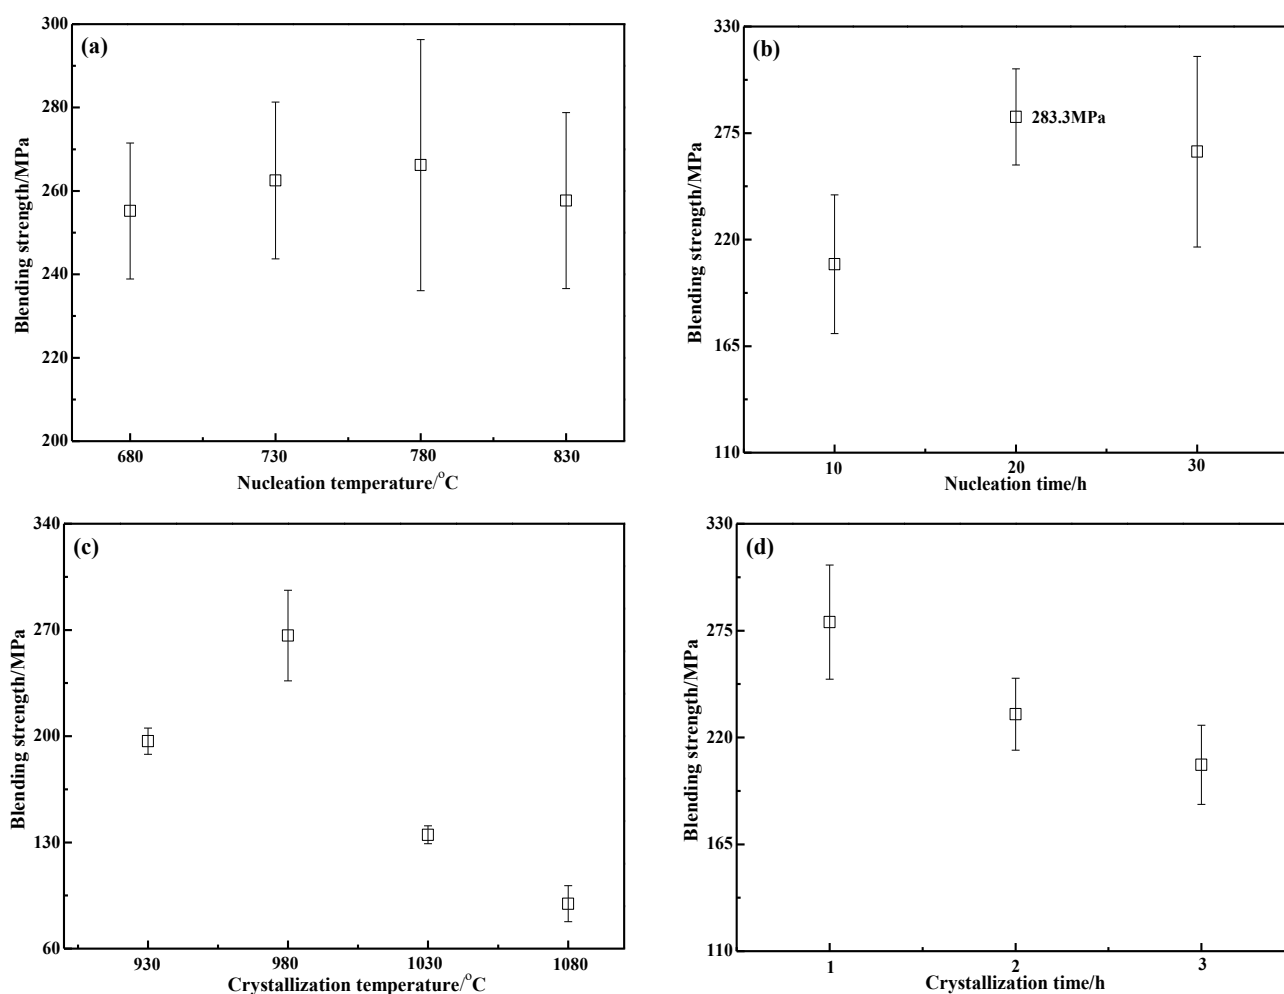 (a)
Blending strength/MPa
300
280
260
240
220
200
680 730 780 830
Nucleation temperature/°C
(b)
Blending strength/MPa
330
275
220
165
110
283.3MPa
10 20 30
Nucleation time/h
(c)
Blending strength/MPa
340
270
200
130
60
930 980 1030 1080
Crystallization temperature/°C
(d)
Blending strength/MPa
330
275
220
165
110
1 2 3
Crystallization time/h